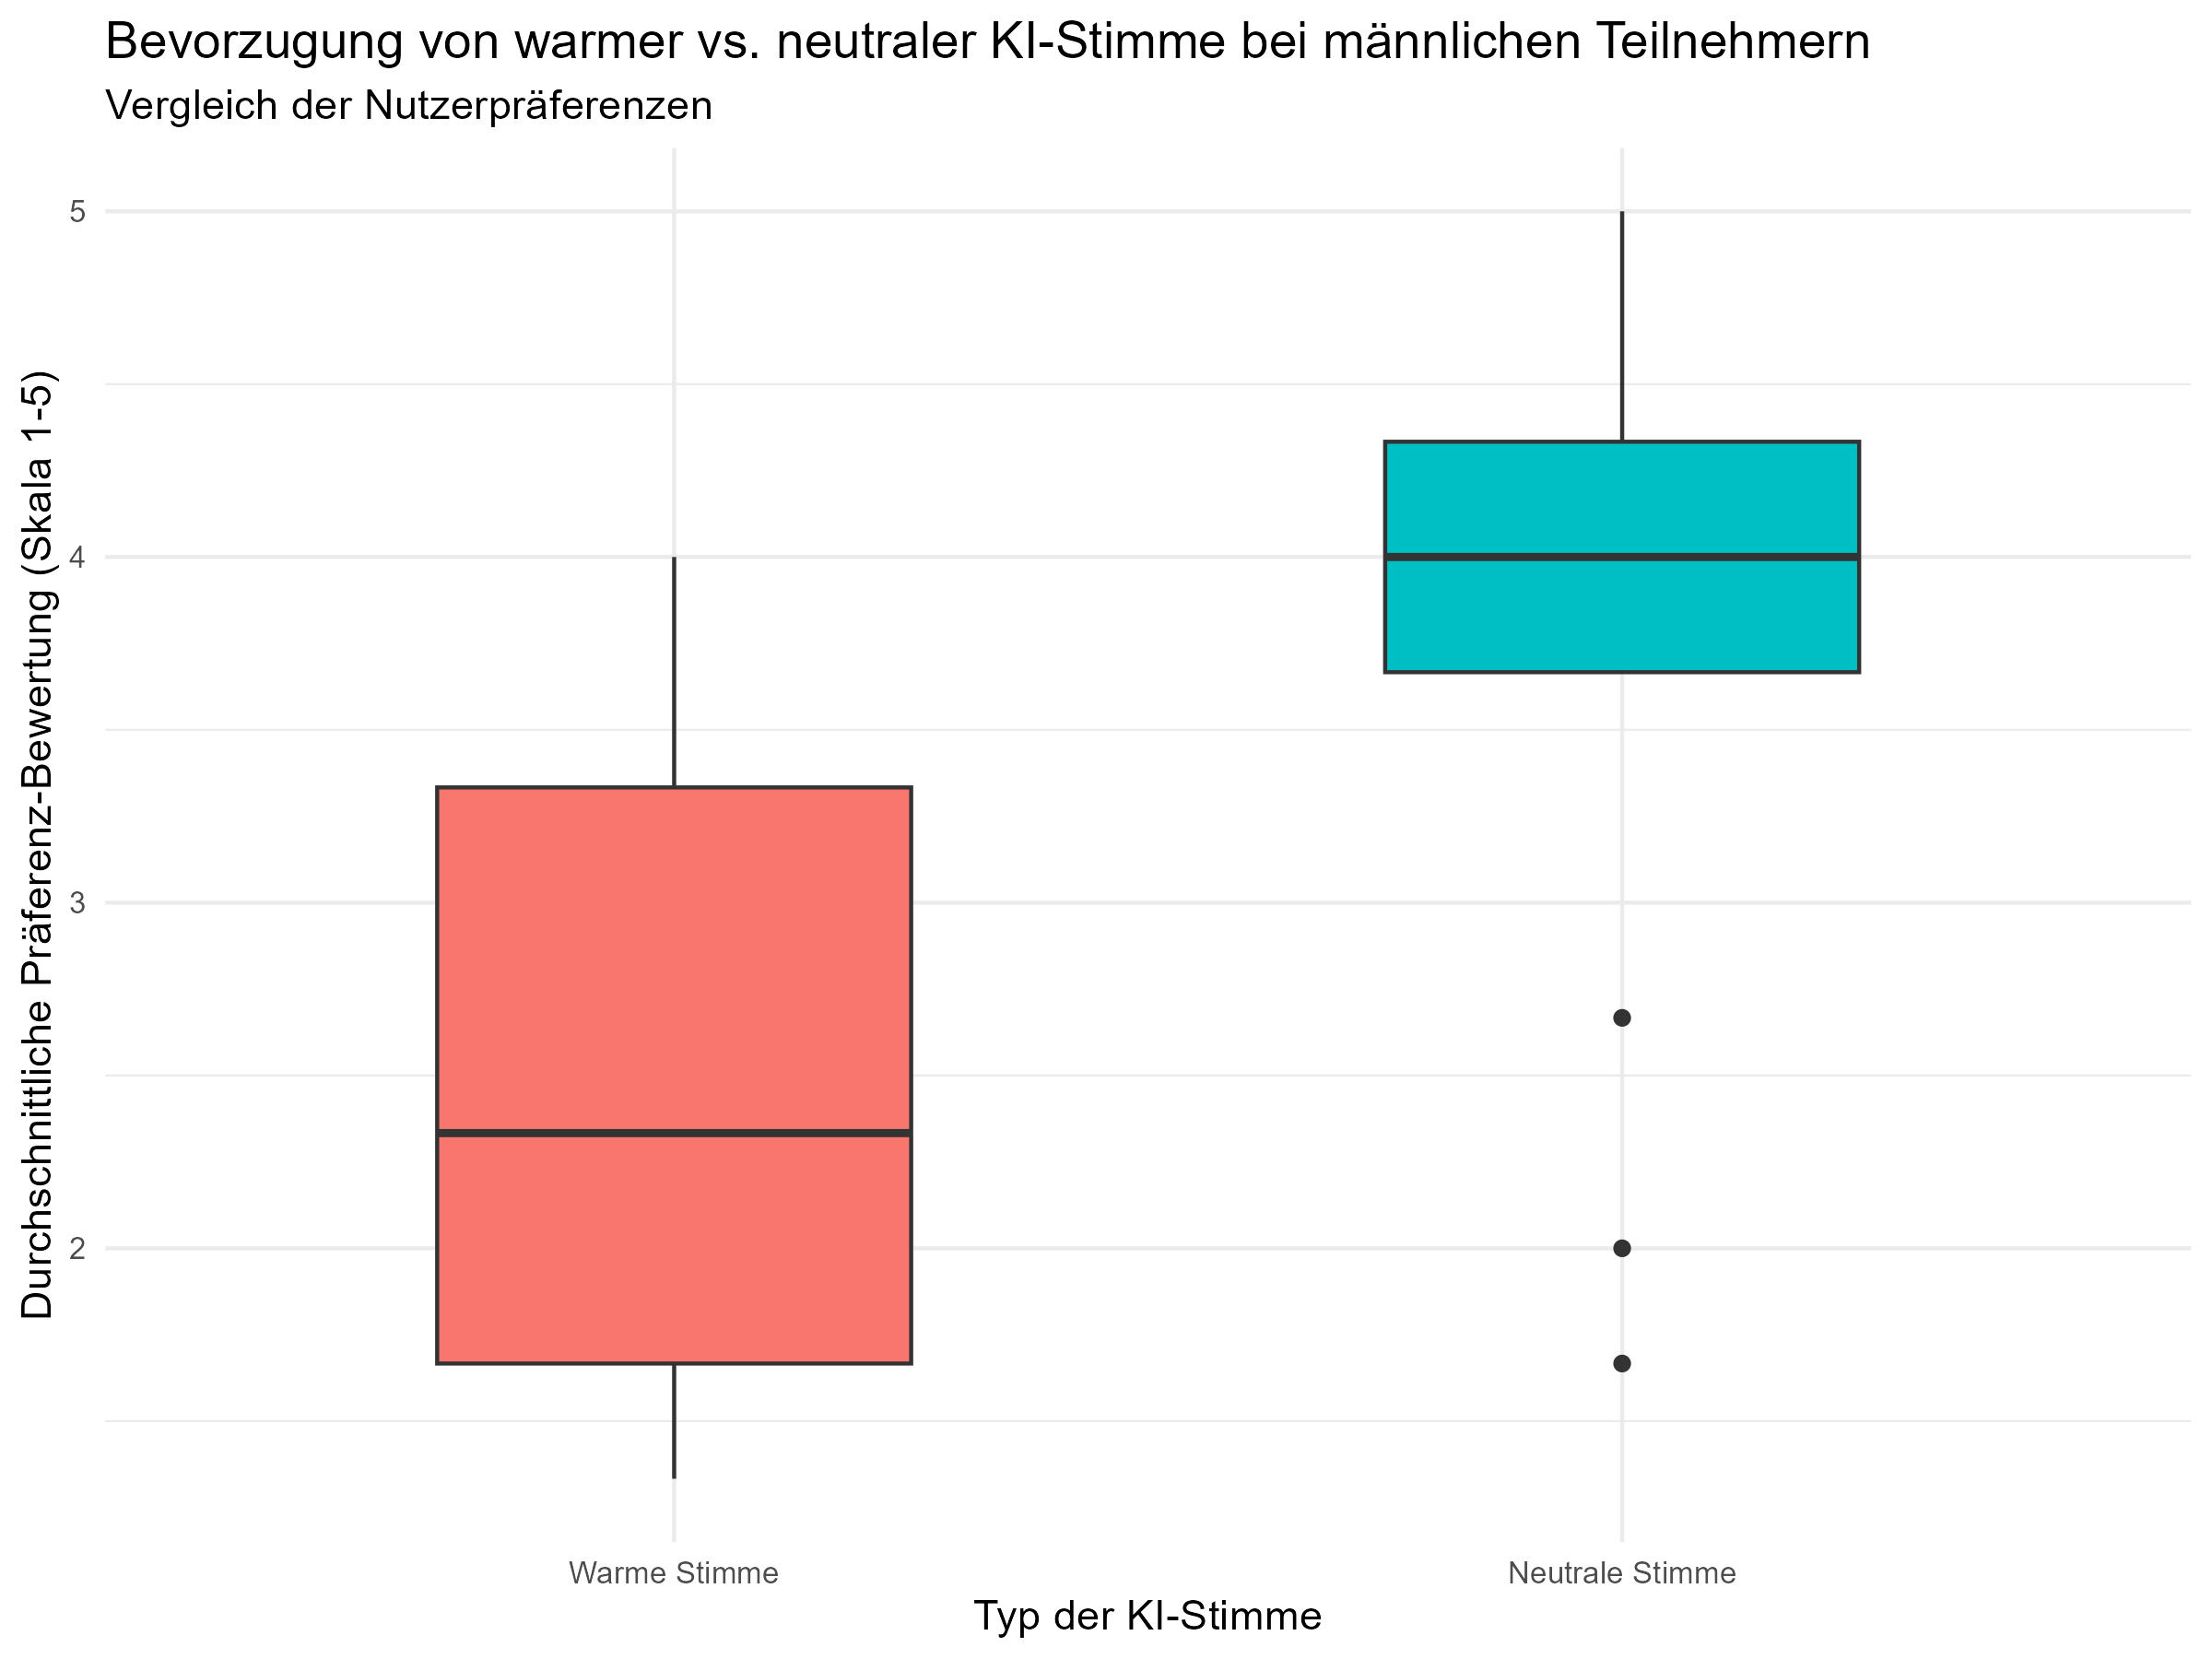 Bevorzugung von warmer vs. neutraler KI-Stimme bei männlichen Teilnehmern
Vergleich der Nutzerpräferenzen
Durchschnittliche Präferenz-Bewertung (Skala 1-5)
5
4
3
2
Warme Stimme
Neutrale Stimme
Typ der KI-Stimme